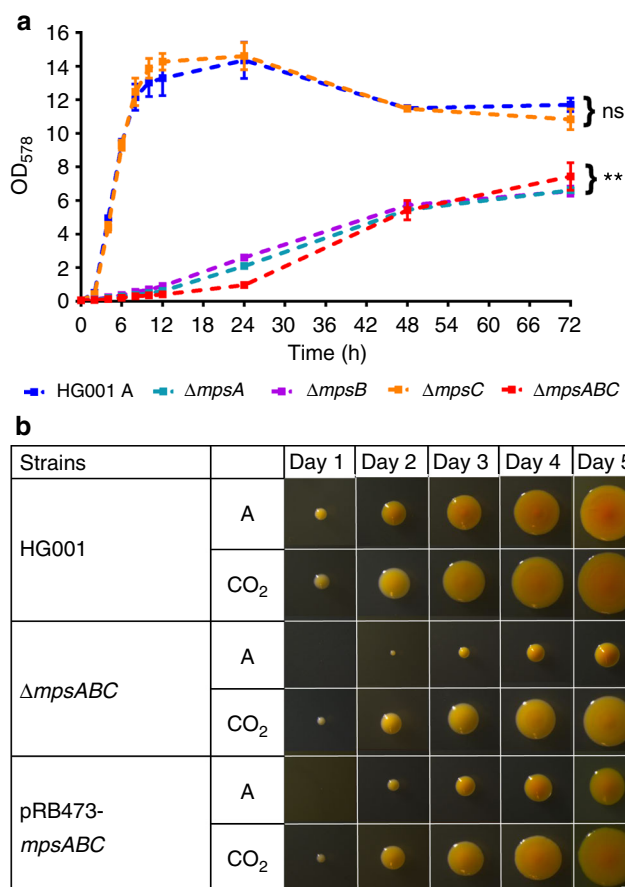 a
16
14
12
10
8
6
4
2
0
OD578
0 6 12 18 24 30 36 42 48 54 60 66 72
Time (h)
} ns
} **
HG001 A ΔmpsA ΔmpsB ΔmpsC ΔmpsABC
b
Strains Day 1 Day 2 Day 3 Day 4 Day 5
HG001
A
CO2
ΔmpsABC
A
CO2
pRB473-
mpsABC
A
CO2